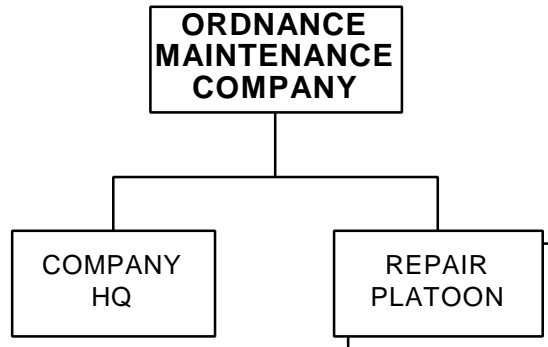 ORDNANCE
MAINTENANCE
COMPANY
COMPANY
HQ
REPAIR
PLATOON